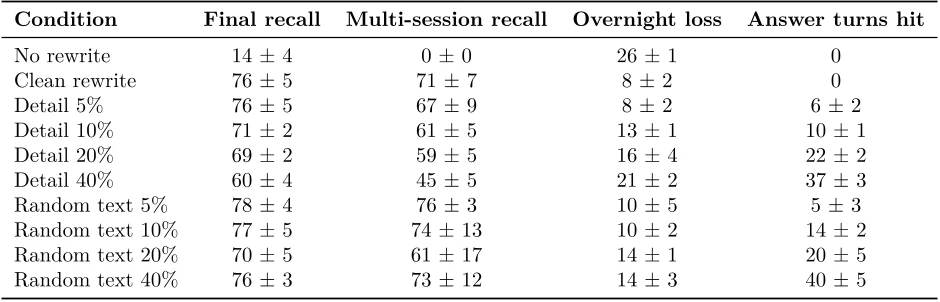 Condition Final recall Multi-session recall Overnight loss Answer turns hit
No rewrite 14 ± 4 0 ± 0 26 ± 1 0
Clean rewrite 76 ± 5 71 ± 7 8 ± 2 0
Detail 5% 76 ± 5 67 ± 9 8 ± 2 6 ± 2
Detail 10% 71 ± 2 61 ± 5 13 ± 1 10 ± 1
Detail 20% 69 ± 2 59 ± 5 16 ± 4 22 ± 2
Detail 40% 60 ± 4 45 ± 5 21 ± 2 37 ± 3
Random text 5% 78 ± 4 76 ± 3 10 ± 5 5 ± 3
Random text 10% 77 ± 5 74 ± 13 10 ± 2 14 ± 2
Random text 20% 70 ± 5 61 ± 17 14 ± 1 20 ± 5
Random text 40% 76 ± 3 73 ± 12 14 ± 3 40 ± 5